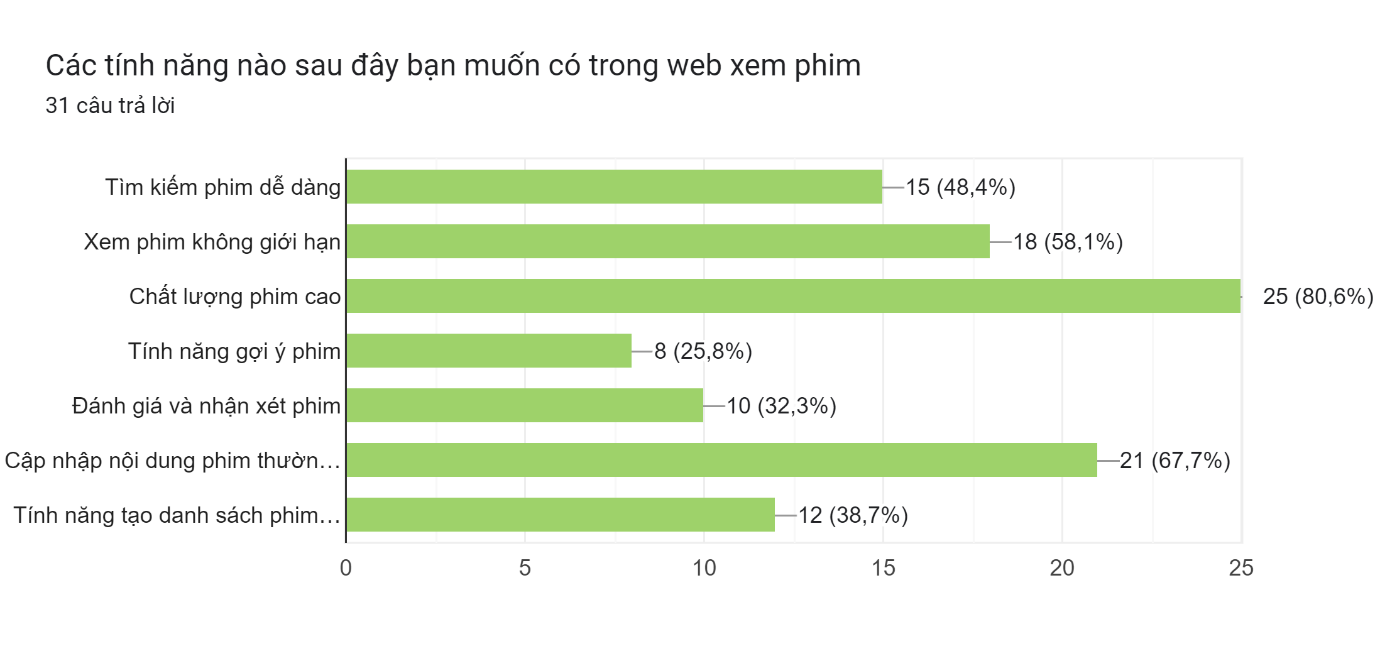 Các tính năng nào sau đây bạn muốn có trong web xem phim
31 câu trả lời
Tìm kiếm phim dễ dàng 15 (48,4%)
Xem phim không giới hạn 18 (58,1%)
Chất lượng phim cao 25 (80,6%)
Tính năng gợi ý phim 8 (25,8%)
Đánh giá và nhận xét phim 10 (32,3%)
Cập nhập nội dung phim thườn… 21 (67,7%)
Tính năng tạo danh sách phim… 12 (38,7%)
0 5 10 15 20 25